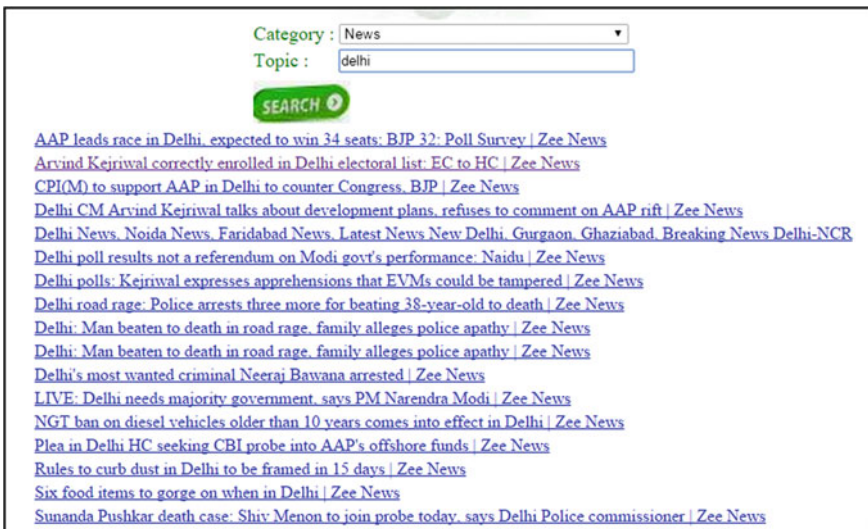 Category : News
Topic : delhi
SEARCH
AAP leads race in Delhi, expected to win 34 seats; BJP 32: Poll Survey | Zee News
Arvind Kejriwal correctly enrolled in Delhi electoral list: EC to HC | Zee News
CPI(M) to support AAP in Delhi to counter Congress, BJP | Zee News
Delhi CM Arvind Kejriwal talks about development plans, refuses to comment on AAP rift | Zee News
Delhi News, Noida News, Faridabad News, Latest News New Delhi, Gurgaon, Ghaziabad, Breaking News Delhi-NCR
Delhi poll results not a referendum on Modi govt's performance: Naidu | Zee News
Delhi polls: Kejriwal expresses apprehensions that EVMs could be tampered | Zee News
Delhi road rage: Police arrests three more for beating 38-year-old to death | Zee News
Delhi: Man beaten to death in road rage, family alleges police apathy | Zee News
Delhi: Man beaten to death in road rage, family alleges police apathy | Zee News
Delhi's most wanted criminal Neeraj Bawana arrested | Zee News
LIVE: Delhi needs majority government, says PM Narendra Modi | Zee News
NGT ban on diesel vehicles older than 10 years comes into effect in Delhi | Zee News
Plea in Delhi HC seeking CBI probe into AAP's offshore funds | Zee News
Rules to curb dust in Delhi to be framed in 15 days | Zee News
Six food items to gorge on when in Delhi | Zee News
Sunanda Pushkar death case: Shiv Menon to join probe today, says Delhi Police commissioner | Zee News